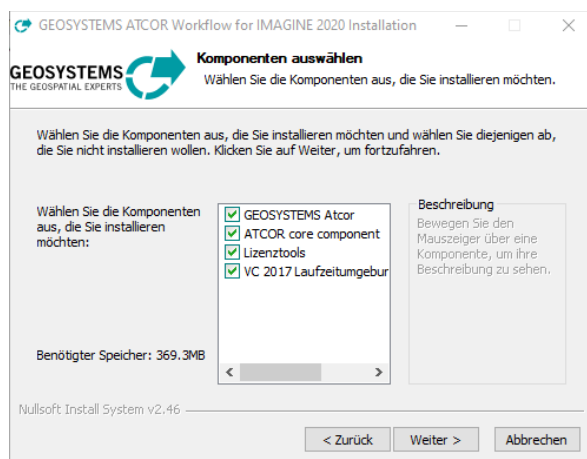 GEOSYSTEMS ATCOR Workflow for IMAGINE 2020 Installation
GEOSYSTEMS
THE GEOSPATIAL EXPERTS
Komponenten auswählen
Wählen Sie die Komponenten aus, die Sie installieren möchten.
Wählen Sie die Komponenten aus, die Sie installieren möchten und wählen Sie diejenigen ab,
die Sie nicht installieren wollen. Klicken Sie auf Weiter, um fortzufahren.
Wählen Sie die Komponenten
aus, die Sie installieren
möchten:
GEOSYSTEMS Atcor
ATCOR core component
Lizenztools
VC 2017 Laufzeitumgebur
Beschreibung
Bewegen Sie den
Mauszeiger über eine
Komponente, um ihre
Beschreibung zu sehen.
Benötigter Speicher: 369.3MB
Nullsoft Install System v2.46
< Zurück
Weiter >
Abbrechen